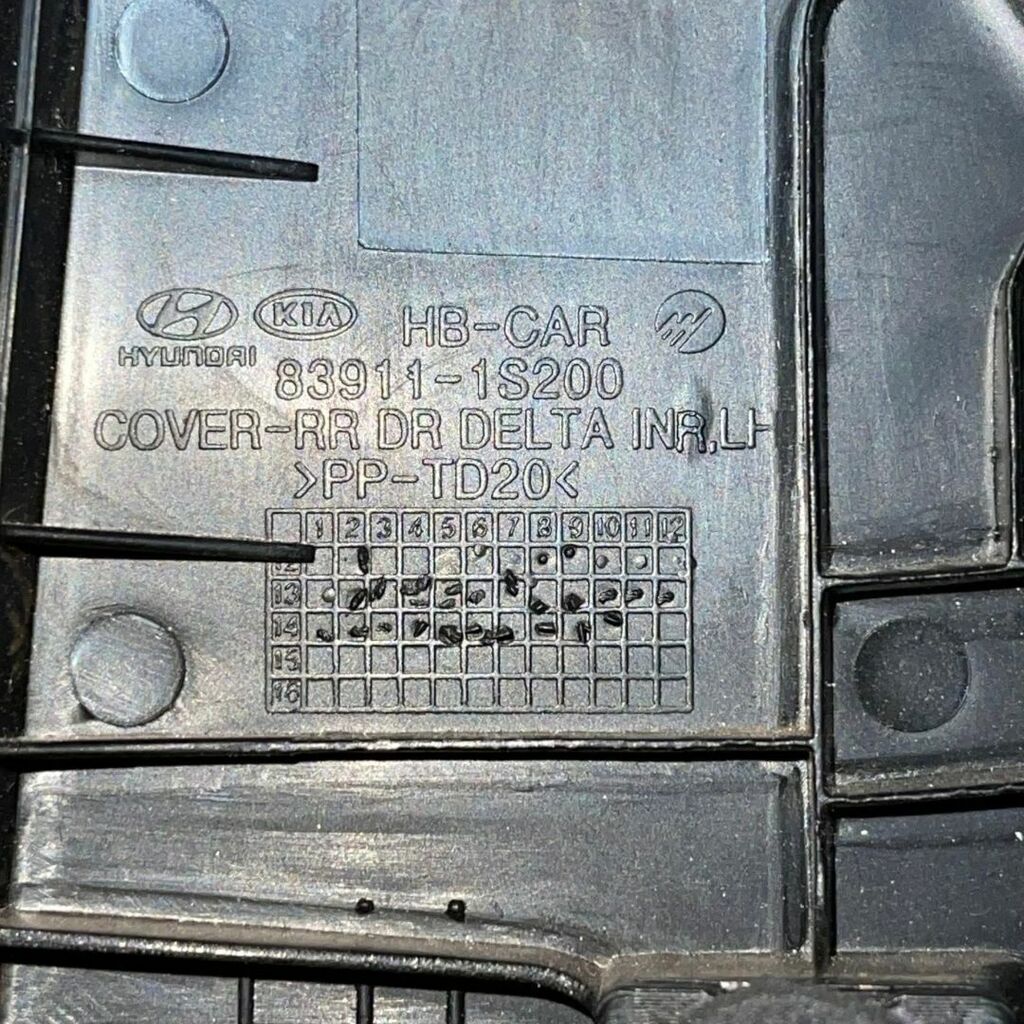 KIA HB-CAR
HYUNDAI
83911-1S200
COVER-RR DR DELTA INR,LH
>PP-TD20<
1 2 3 4 5 6 7 8 9 10 11 12
12
13
14
15
16